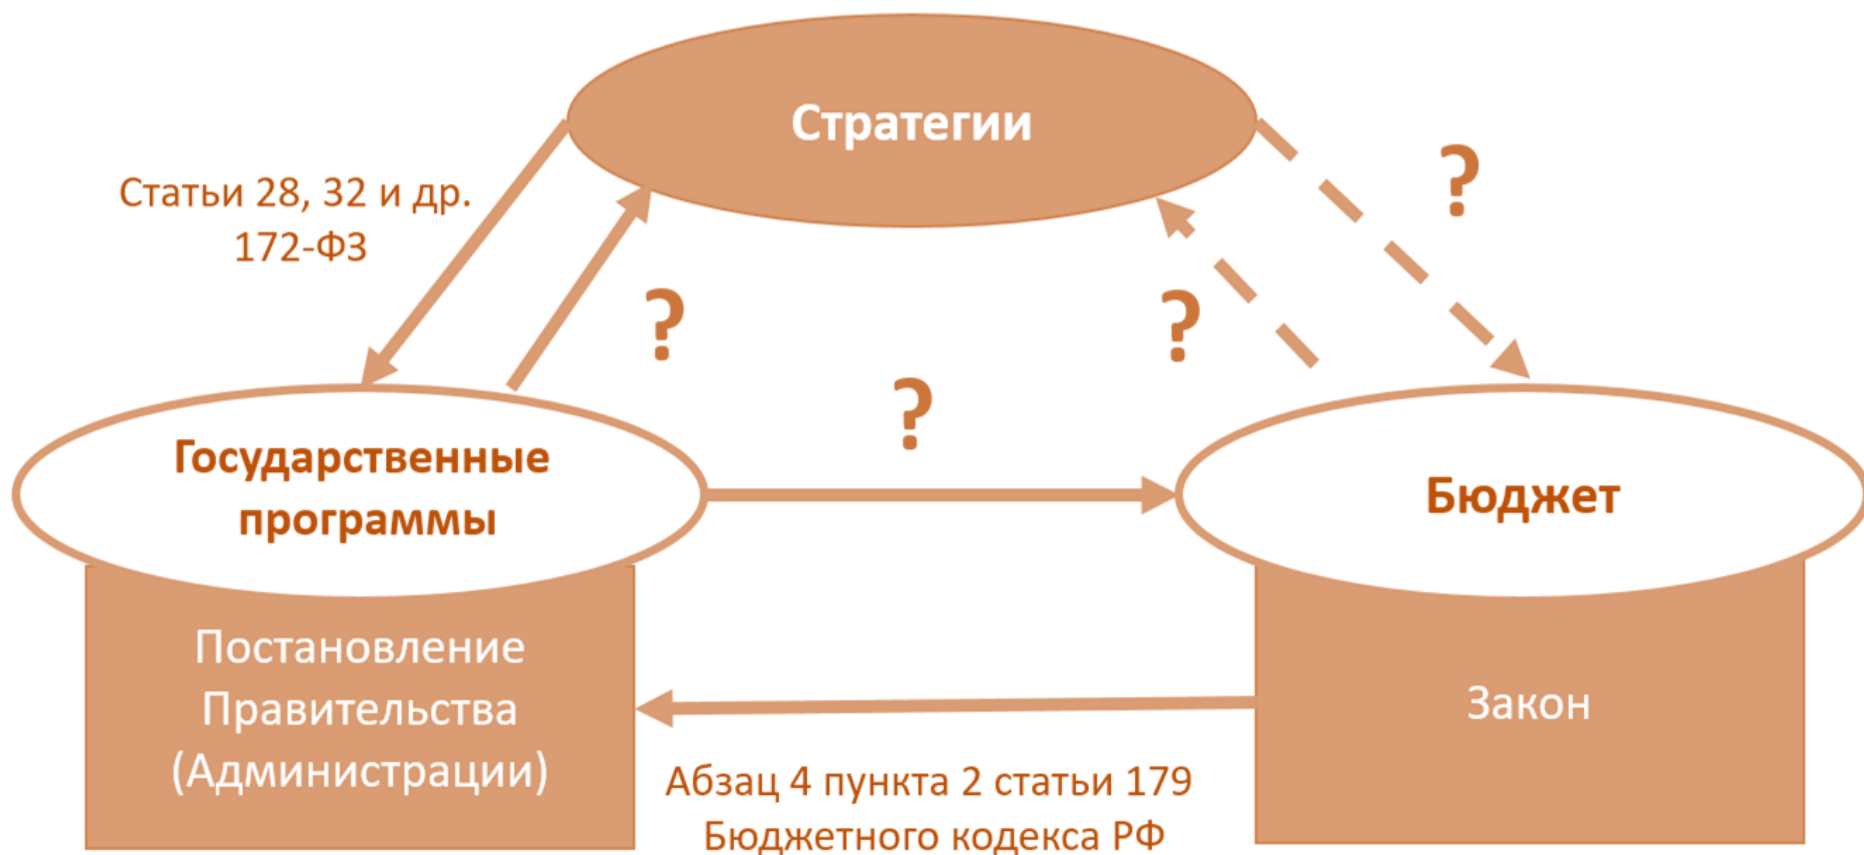 Стратегии
?
Статьи 28, 32 и др.
172-ФЗ
?
?
?
Государственные
программы
Бюджет
Постановление
Правительства
(Администрации)
Закон
Абзац 4 пункта 2 статьи 179
Бюджетного кодекса РФ